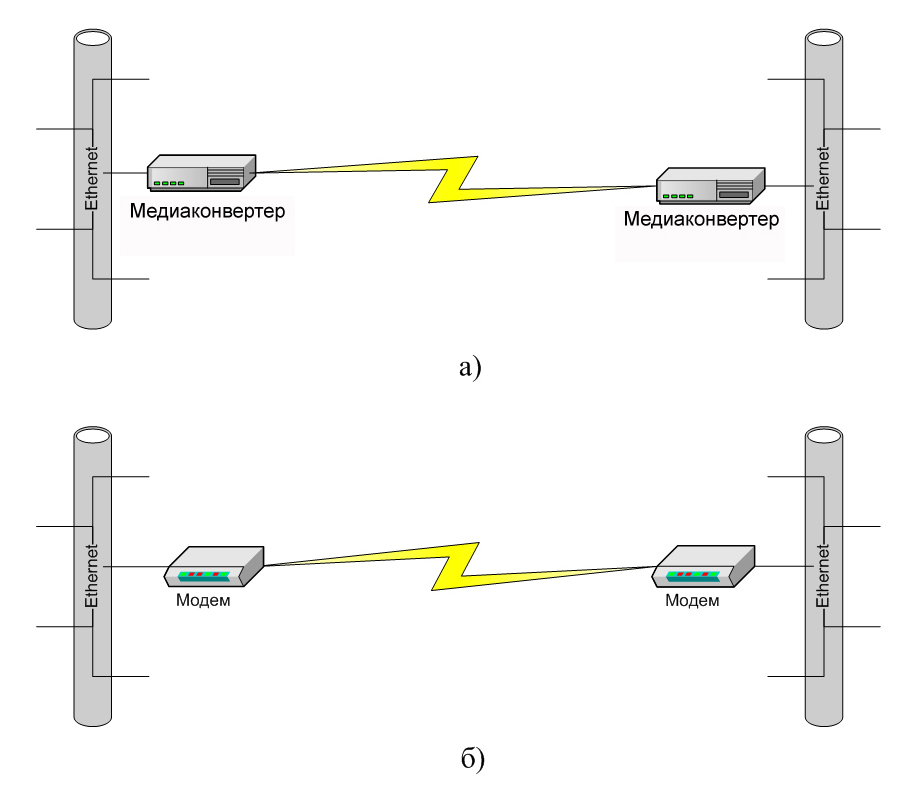 Ethernet
Медиаконвертер
Медиаконвертер
Ethernet
а)
Ethernet
Модем
Модем
Ethernet
б)